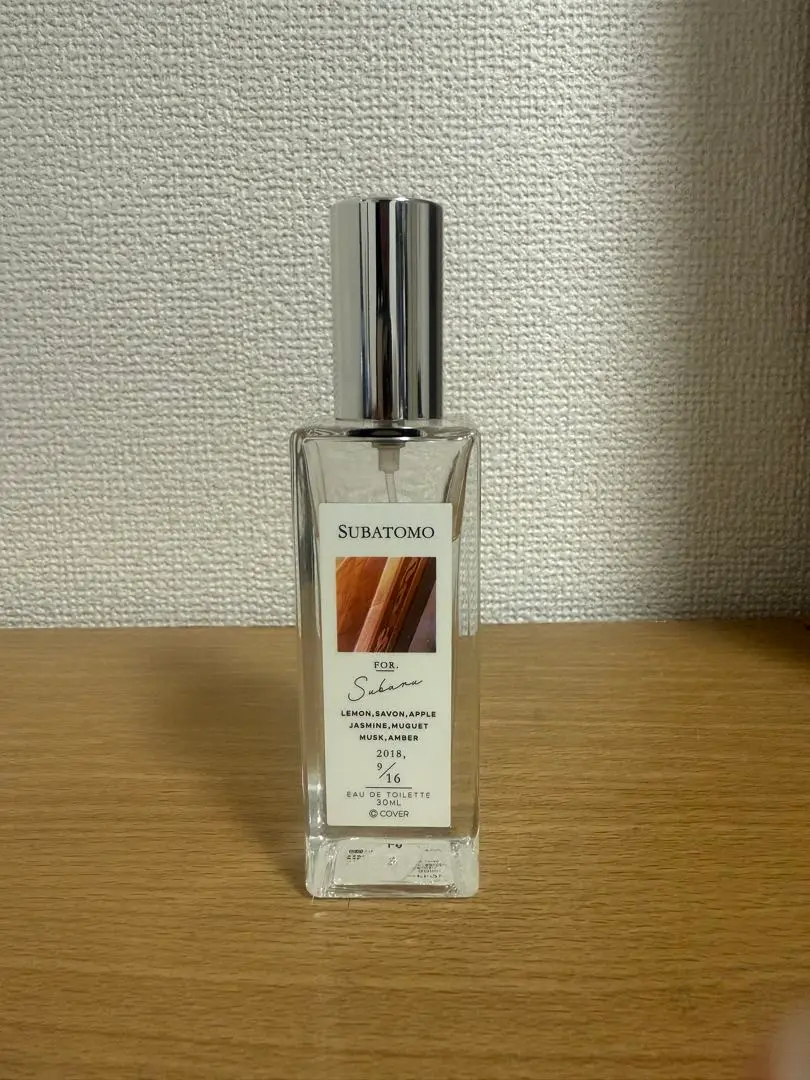 SUBATOMO
FOR.
Subaru
LEMON,SAVON,APPLE
JASMINE,MUGUET
MUSK,AMBER
2018,
9/16
EAU DE TOILETTE
30ML
© COVER